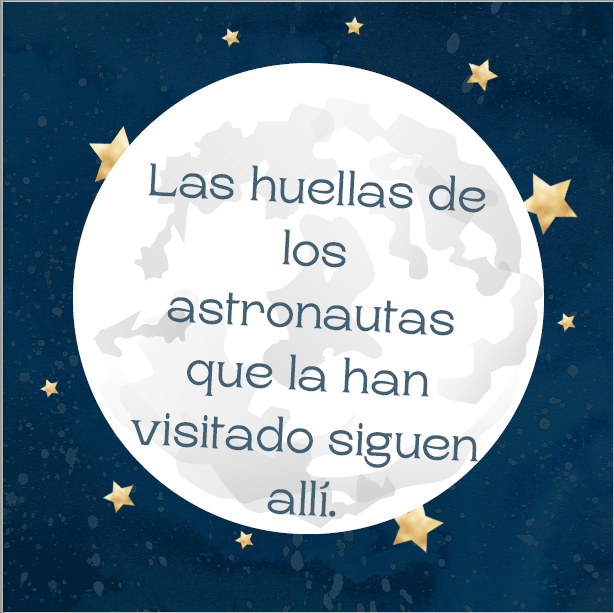 Las huellas de
los
astronautas
que la han
visitado siguen
allí.